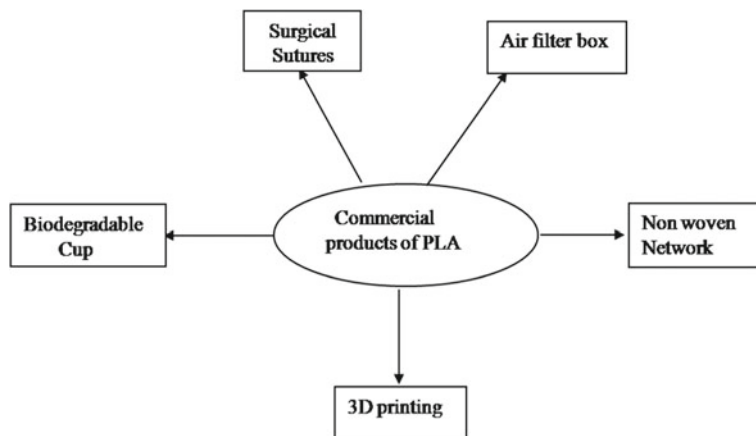 Surgical
Sutures
Air filter box
Biodegradable
Cup
Commercial
products of PLA
Non woven
Network
3D printing